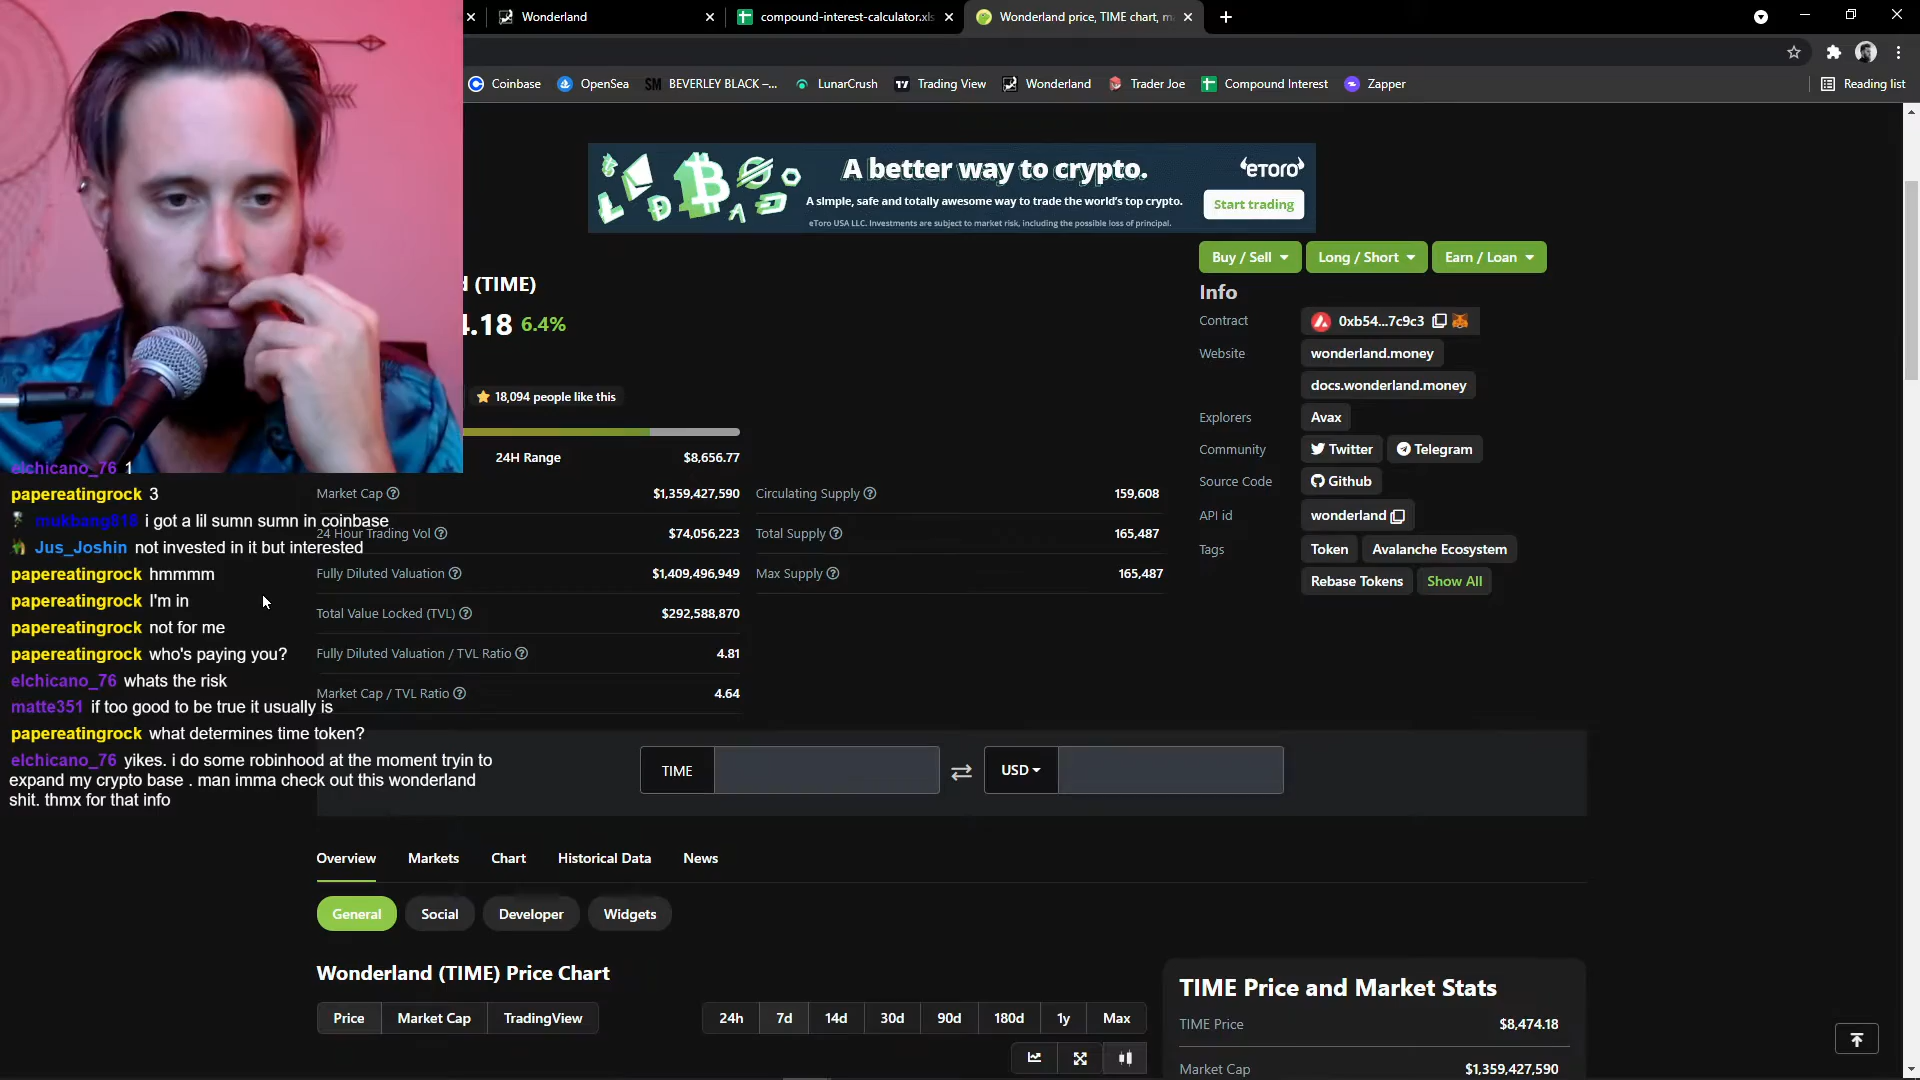 Wonderland
compound-interest-calculator.xls
Wonderland price, TIME chart, m
Coinbase
OpenSea
BEVERLEY BLACK –...
LunarCrush
Trading View
Wonderland
Trader Joe
Compound Interest
Zapper
Reading list
A better way to crypto.
A simple, safe and totally awesome way to trade the world's top crypto.
eToro USA LLC. Investments are subject to market risk, including the possible loss of principal.
eToro
Start trading
d (TIME)
4.18 6.4%
18,094 people like this
24H Range $8,656.77
Buy / Sell
Long / Short
Earn / Loan
Info
Contract 0xb54...7c9c3
Website wonderland.money
docs.wonderland.money
Explorers Avax
Community Twitter Telegram
Source Code Github
API id wonderland
Tags Token Avalanche Ecosystem
Rebase Tokens Show All
Market Cap $1,359,427,590
24 Hour Trading Vol $74,056,223
Fully Diluted Valuation $1,409,496,949
Total Value Locked (TVL) $292,588,870
Fully Diluted Valuation / TVL Ratio 4.81
Market Cap / TVL Ratio 4.64
Circulating Supply 159,608
Total Supply 165,487
Max Supply 165,487
elchicano_76 1
papereatingrock 3
mukbang818 i got a lil sumn sumn in coinbase
Jus_Joshin not invested in it but interested
papereatingrock hmmmm
papereatingrock I'm in
papereatingrock not for me
papereatingrock who's paying you?
elchicano_76 whats the risk
matte351 if too good to be true it usually is
papereatingrock what determines time token?
elchicano_76 yikes. i do some robinhood at the moment tryin to
expand my crypto base . man imma check out this wonderland
shit. thmx for that info
TIME
USD
Overview
Markets
Chart
Historical Data
News
General
Social
Developer
Widgets
Wonderland (TIME) Price Chart
Price
Market Cap
TradingView
24h
7d
14d
30d
90d
180d
1y
Max
TIME Price and Market Stats
TIME Price $8,474.18
Market Cap $1,359,427,590